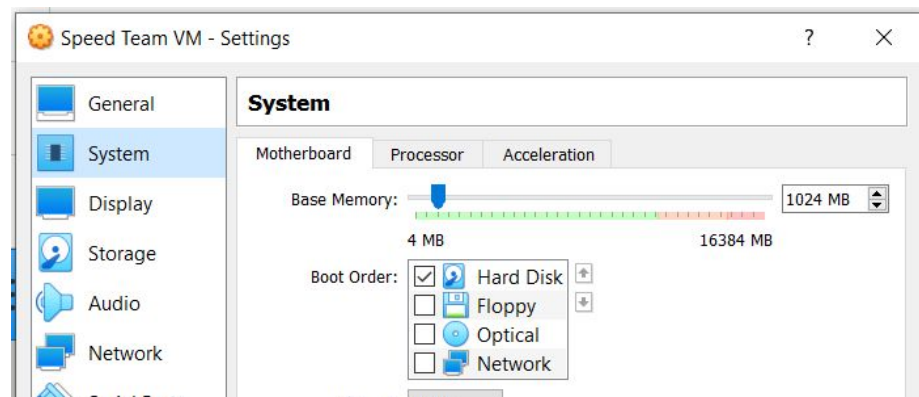 Speed Team VM - Settings ?
General
System
System
Motherboard Processor Acceleration
Display
Base Memory: 1024 MB
4 MB 16384 MB
Storage
Boot Order: Hard Disk
Audio
Floppy
Optical
Network
Network